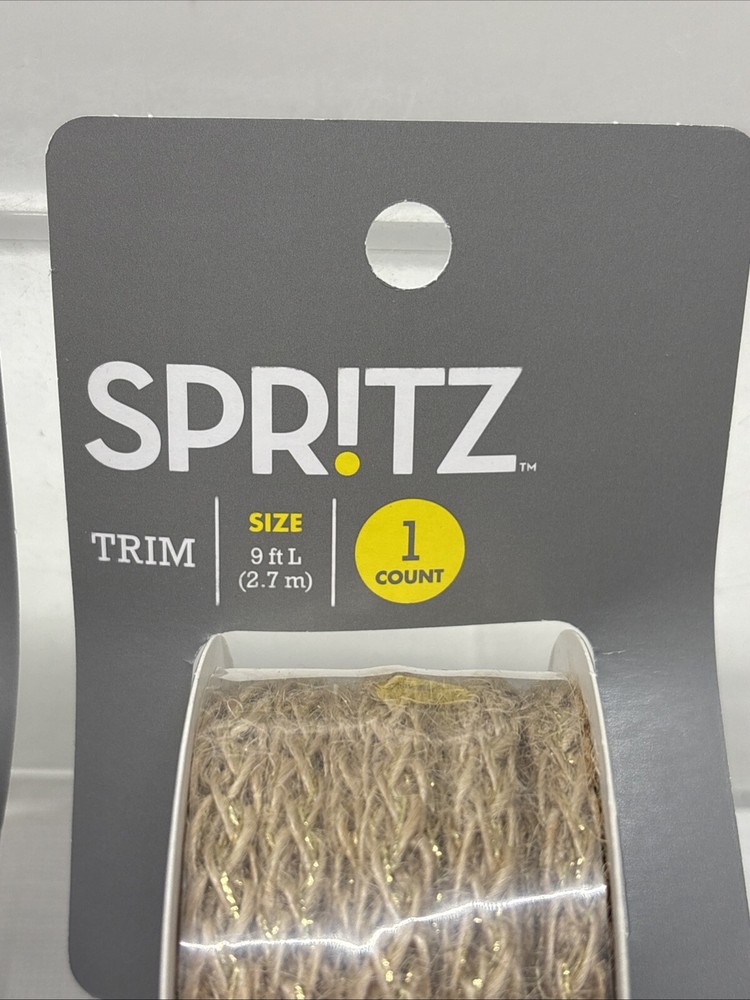 SPR!TZ™
TRIM
SIZE
9 ft L
(2.7 m)
1
COUNT